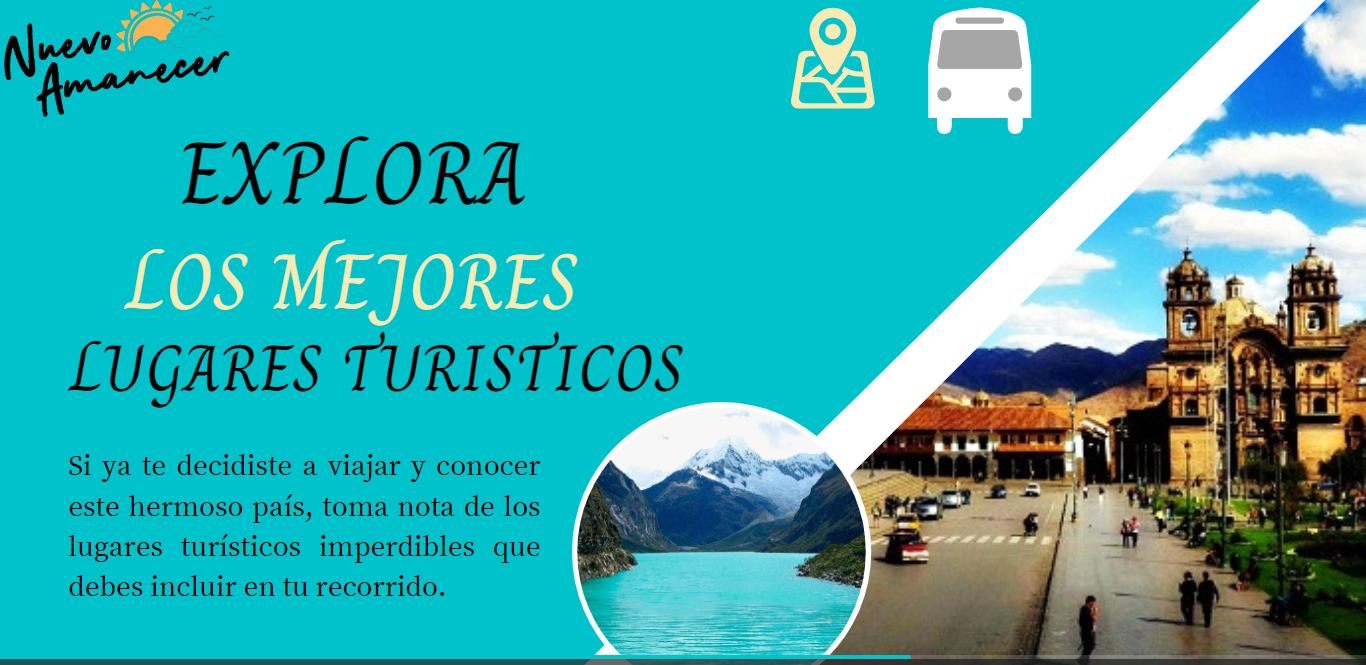 Nuevo
Amanecer
EXPLORA
LOS MEJORES
LUGARES TURISTICOS
Si ya te decidiste a viajar y conocer
este hermoso país, toma nota de los
lugares turísticos imperdibles que
debes incluir en tu recorrido.